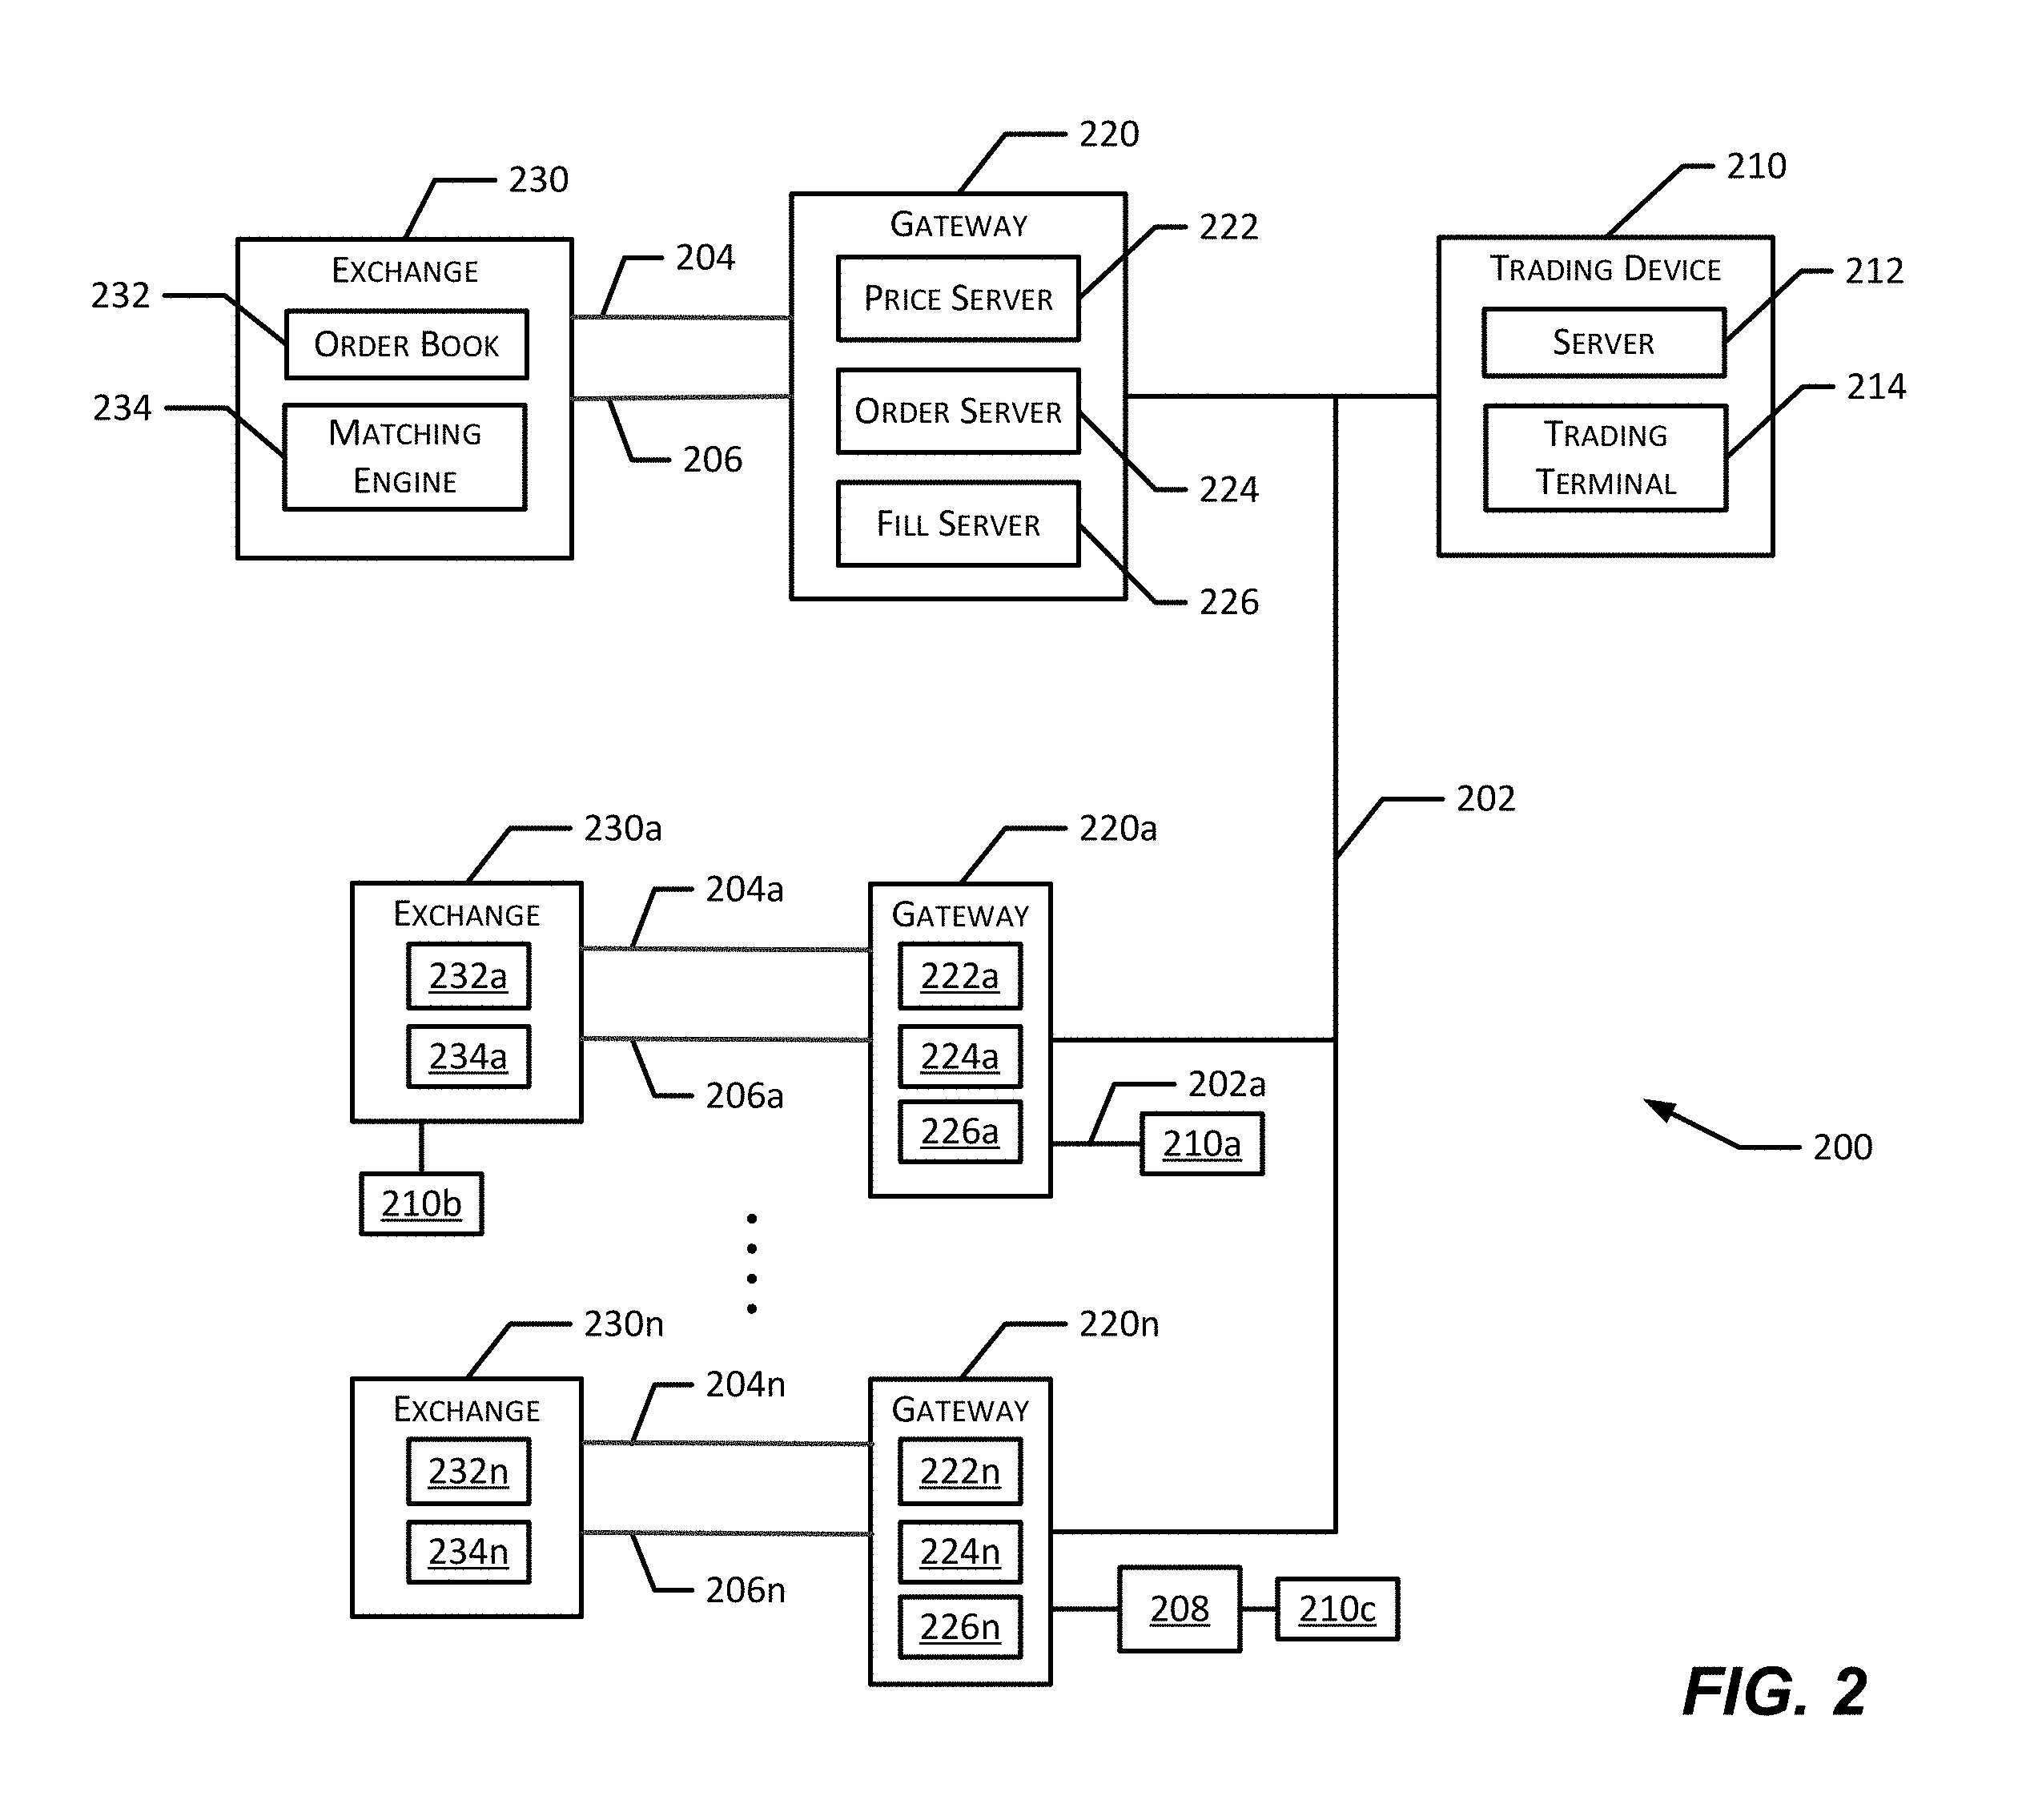 220
230
210
GATEWAY
222
EXCHANGE
204
TRADING DEVICE
212
232
PRICE SERVER
ORDER BOOK
SERVER
234
214
ORDER SERVER
MATCHING
ENGINE
206
TRADING
TERMINAL
224
FILL SERVER
226
202
230a
220a
204a
EXCHANGE
GATEWAY
232a
222a
234a
224a
206a
202a
226a
210a
200
210b
230n
220n
204n
EXCHANGE
GATEWAY
232n
222n
234n
224n
206n
226n
208
210c
FIG. 2